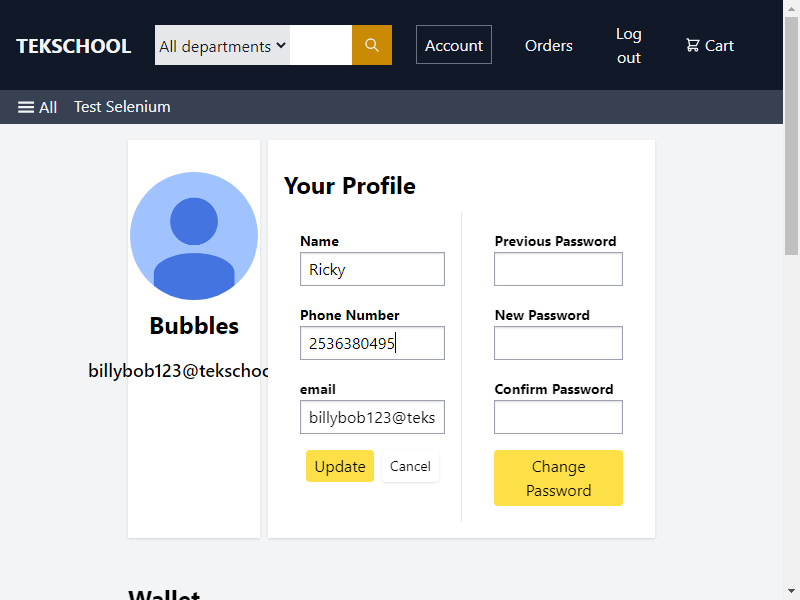 TEKSCHOOL
All departments
Account
Orders
Log
out
Cart
All
Test Selenium
Bubbles
billybob123@tekschoo
Your Profile
Name
Ricky
Phone Number
2536380495
email
billybob123@teks
Update
Cancel
Previous Password
New Password
Confirm Password
Change
Password
Wallet